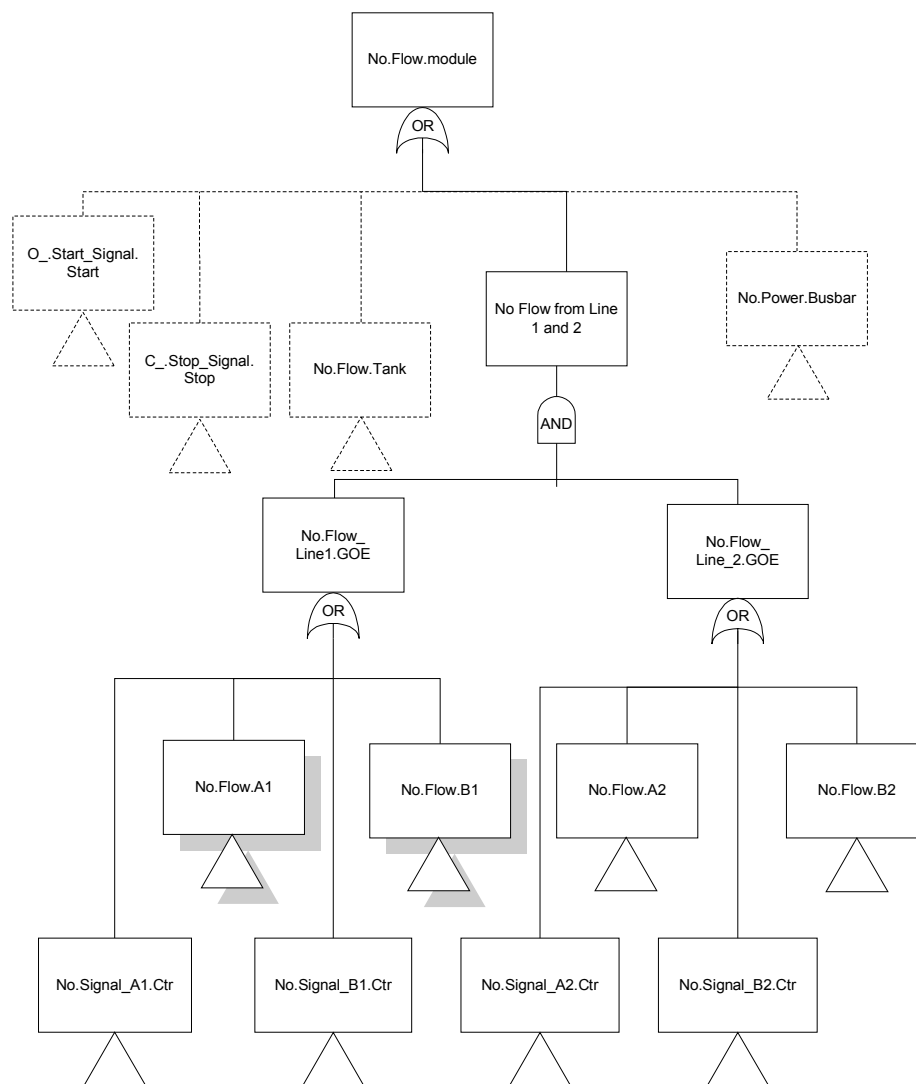 No.Flow.module
OR
O_.Start_Signal.
Start
C_.Stop_Signal.
Stop
No.Flow.Tank
No Flow from Line
1 and 2
No.Power.Busbar
AND
No.Flow_
Line1.GOE
No.Flow_
Line_2.GOE
OR
OR
No.Flow.A1
No.Flow.B1
No.Flow.A2
No.Flow.B2
No.Signal_A1.Ctr
No.Signal_B1.Ctr
No.Signal_A2.Ctr
No.Signal_B2.Ctr